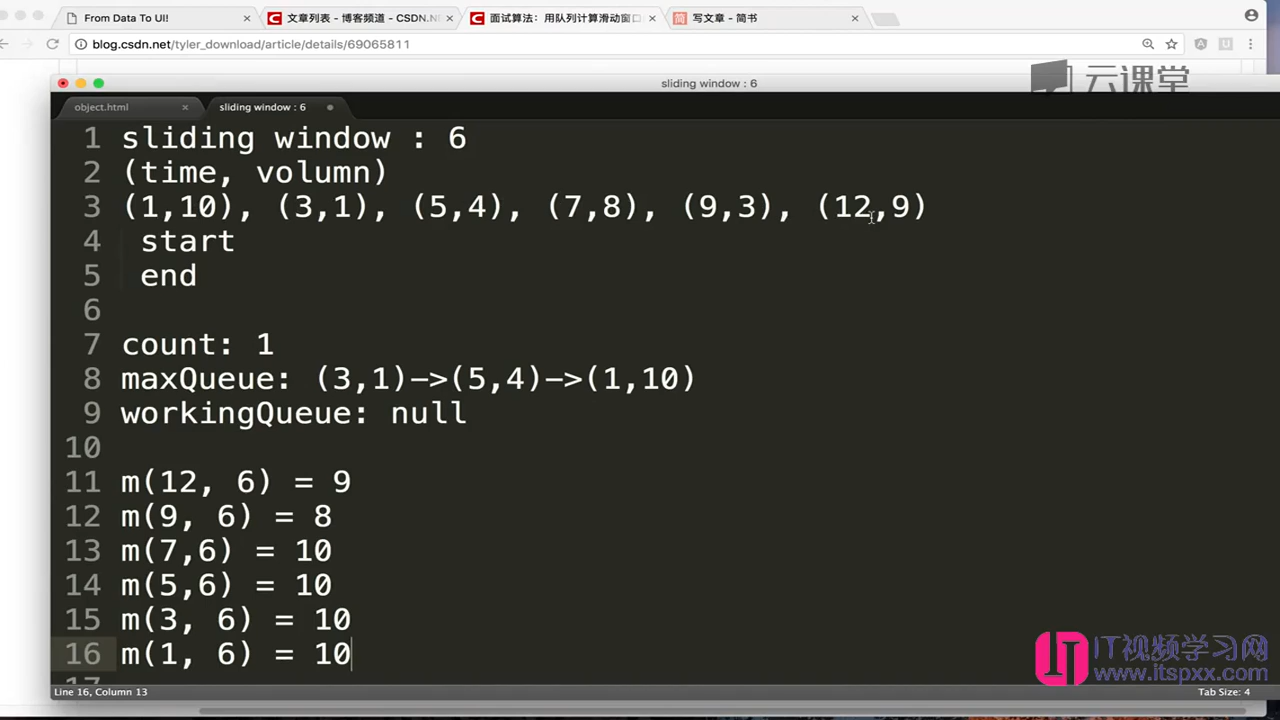 From Data To UI!
文章列表 - 博客频道 - CSDN.NE
面试算法：用队列计算滑动窗口
写文章 - 简书
blog.csdn.net/tyler_download/article/details/69065811
云课堂
sliding window : 6
object.html
sliding window : 6
1 sliding window : 6
2 (time, volumn)
3 (1,10), (3,1), (5,4), (7,8), (9,3), (12,9)
4 start
5 end
6
7 count: 1
8 maxQueue: (3,1)—>(5,4)—>(1,10)
9 workingQueue: null
10
11 m(12, 6) = 9
12 m(9, 6) = 8
13 m(7,6) = 10
14 m(5,6) = 10
15 m(3, 6) = 10
16 m(1, 6) = 10
17
IT视频学习网
www.itspxx.com
Line 16, Column 13
Tab Size: 4